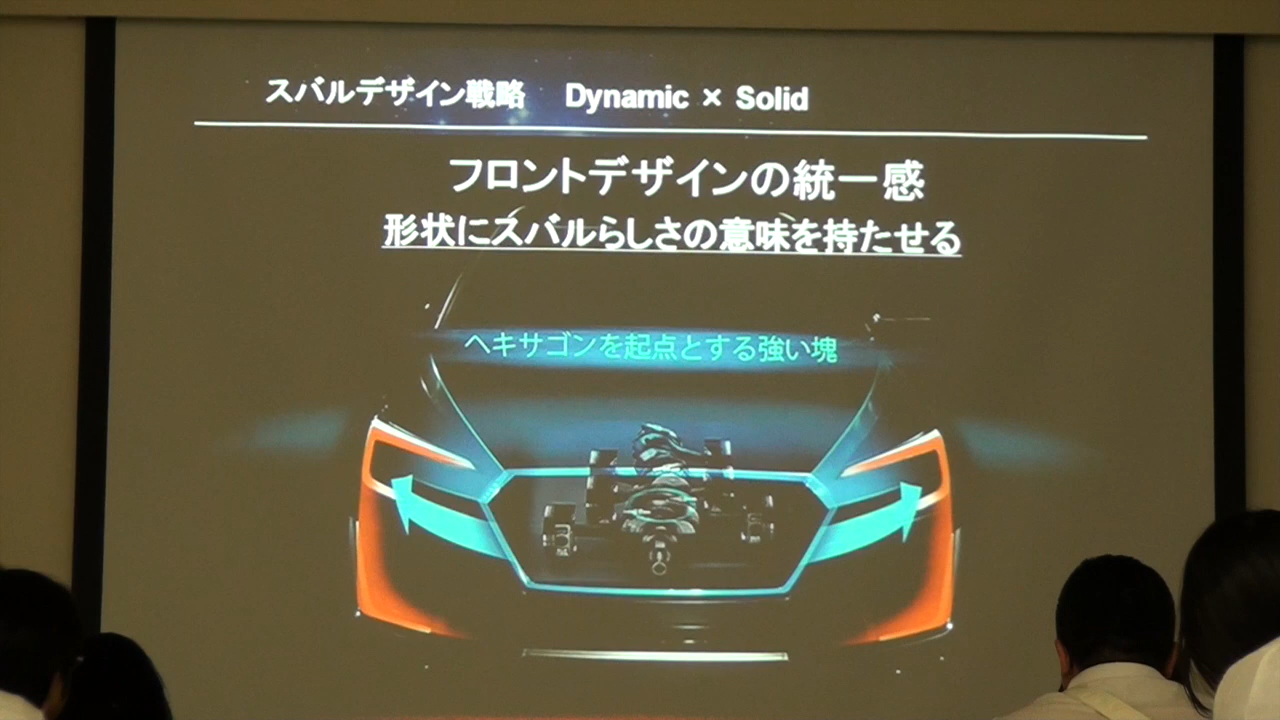 スバルデザイン戦略 Dynamic × Solid
フロントデザインの統一感
形状にスバルらしさの意味を持たせる
ヘキサゴンを起点とする強い塊